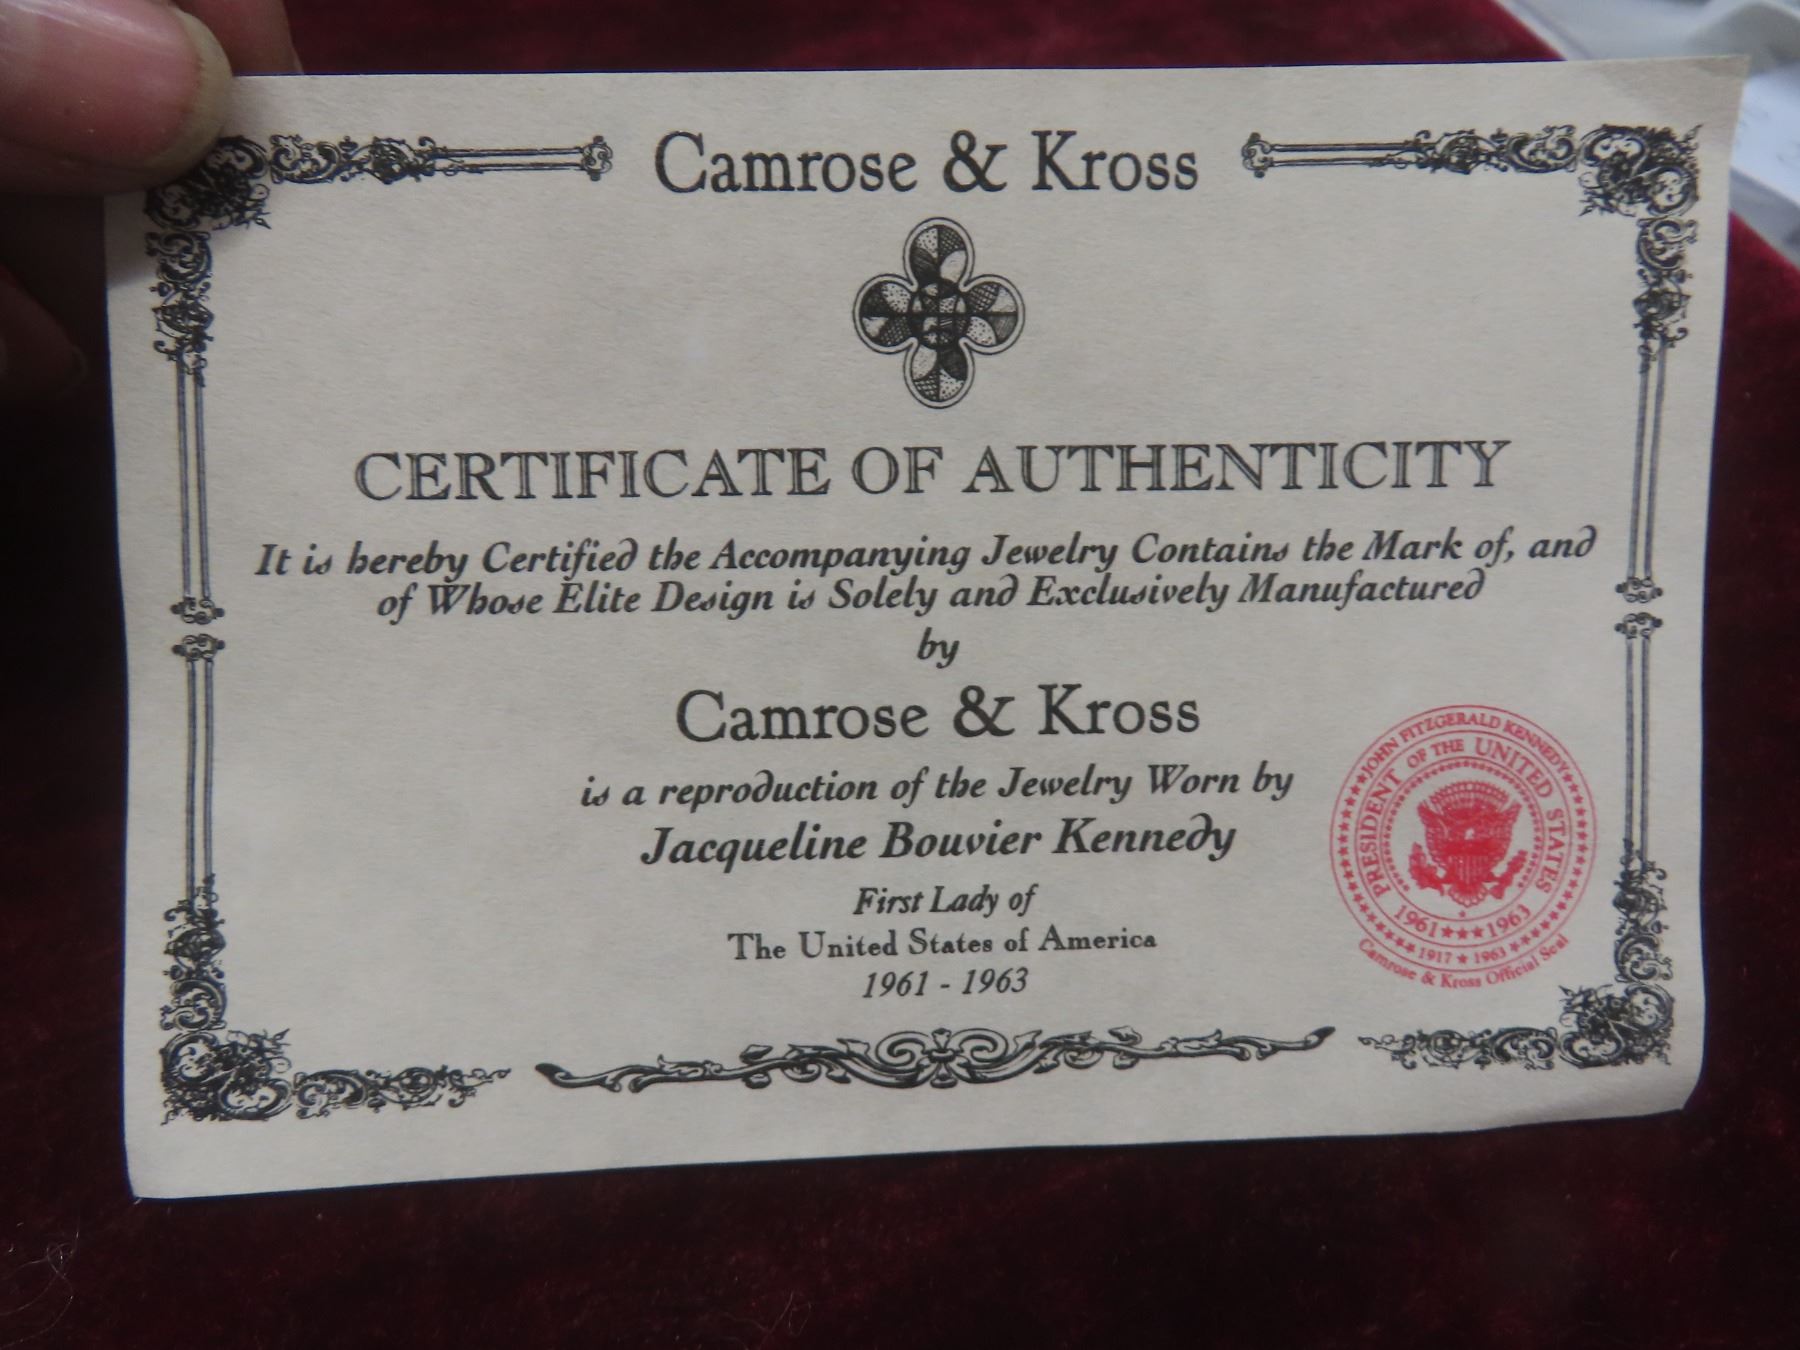 Camrose & Kross
CERTIFICATE OF AUTHENTICITY
It is hereby Certified the Accompanying Jewelry Contains the Mark of, and
of Whose Elite Design is Solely and Exclusively Manufactured
by
Camrose & Kross
is a reproduction of the Jewelry Worn by
Jacqueline Bouvier Kennedy
First Lady of
The United States of America
1961 - 1963
JOHN FITZGERALD KENNEDY
PRESIDENT OF THE UNITED STATES
1961 ★★★ 1963
1917 ★ 1963
Camrose & Kross Official Seal